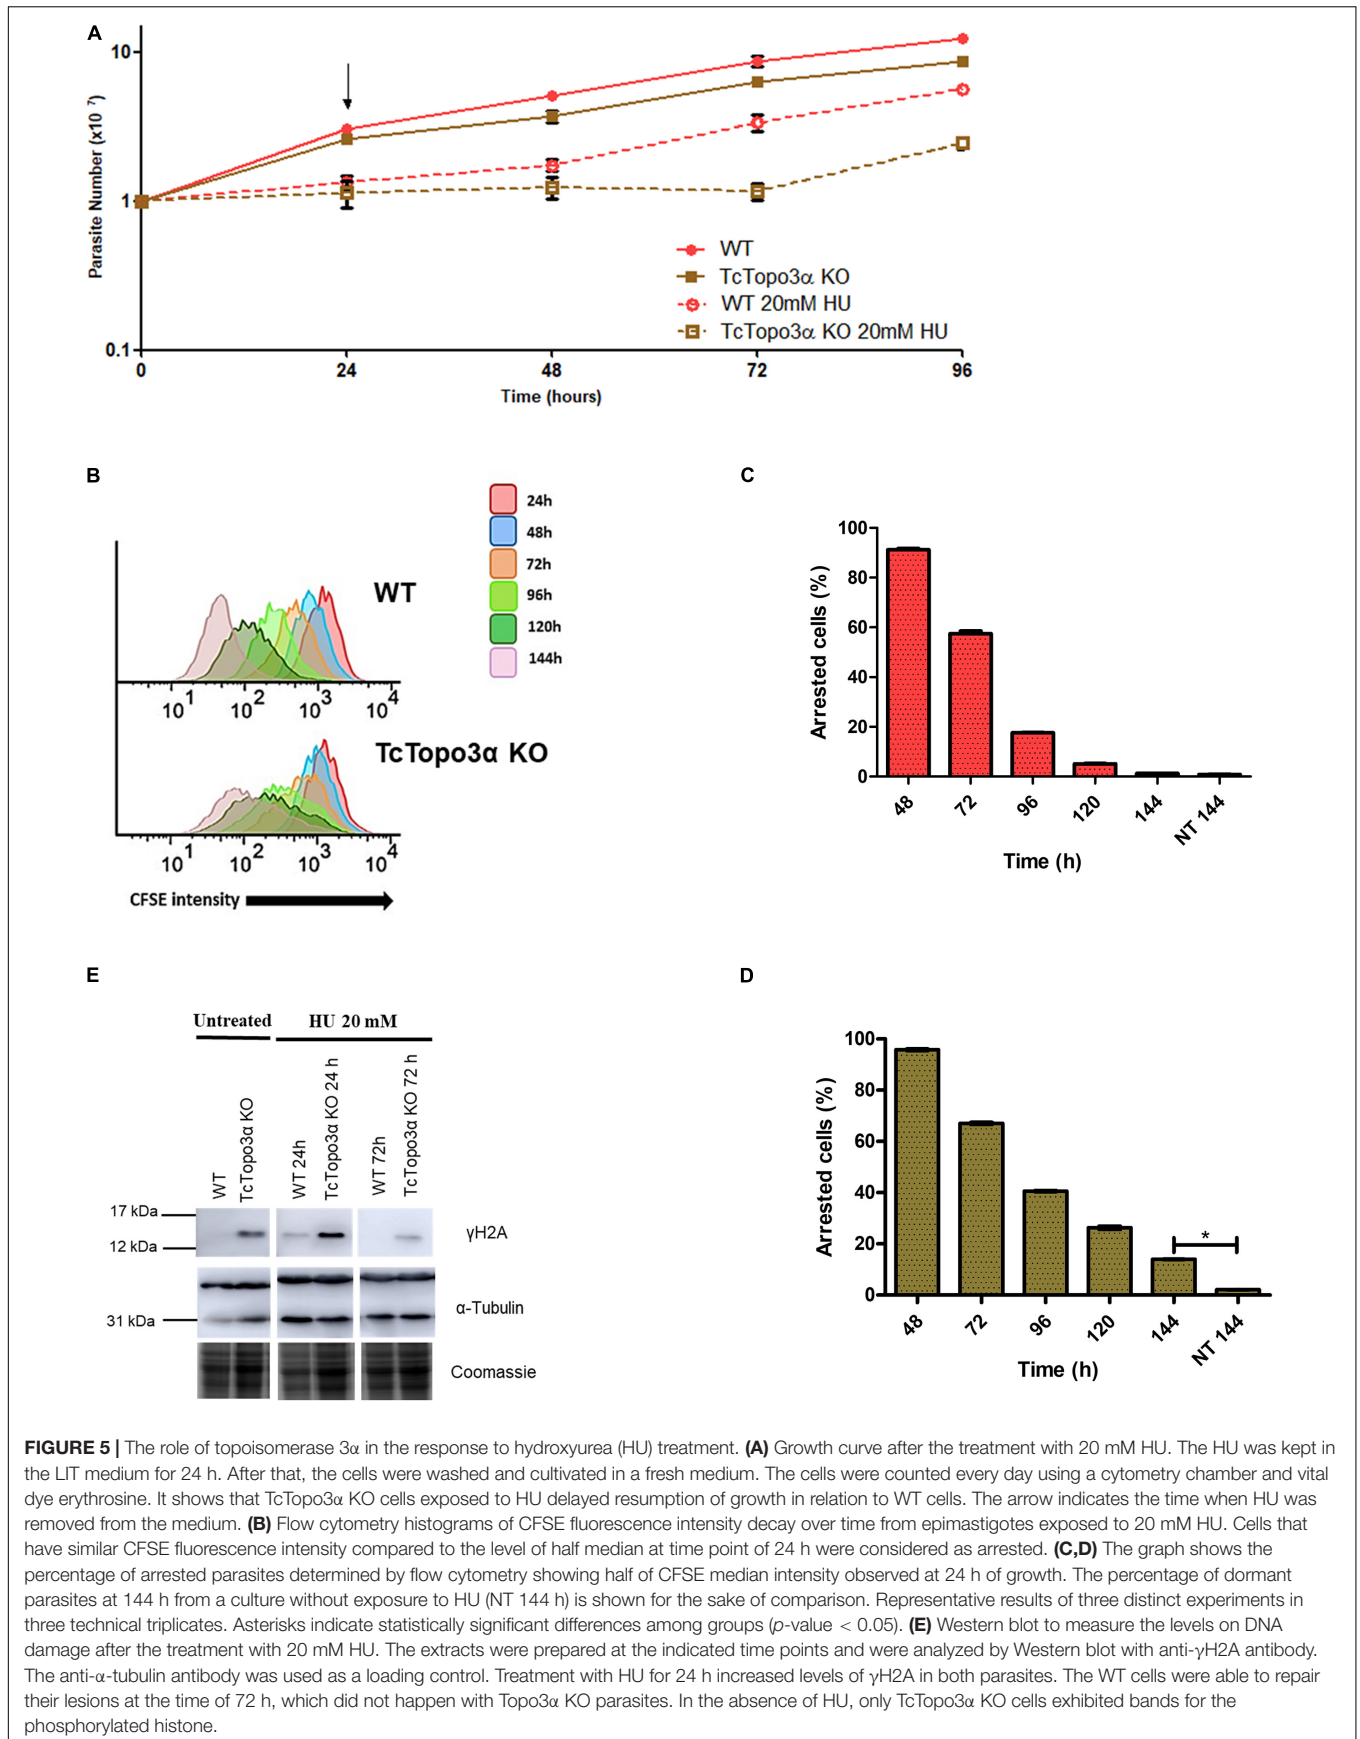 A
10
1
0.1
Parasite Number (x10 ⁷)
0
24
48
72
96
Time (hours)
WT
TcTopo3α KO
WT 20mM HU
TcTopo3α KO 20mM HU
B
24h
48h
72h
96h
120h
144h
WT
10¹ 10² 10³ 10⁴
TcTopo3α KO
10¹ 10² 10³ 10⁴
CFSE intensity
C
100
80
60
40
20
0
Arrested cells (%)
48
72
96
120
144
NT 144
Time (h)
E
Untreated
HU 20 mM
WT
TcTopo3α KO
WT 24h
TcTopo3α KO 24 h
WT 72h
TcTopo3α KO 72 h
17 kDa
12 kDa
31 kDa
γH2A
α-Tubulin
Coomassie
D
100
80
60
40
20
0
Arrested cells (%)
*
48
72
96
120
144
NT 144
Time (h)
FIGURE 5 | The role of topoisomerase 3α in the response to hydroxyurea (HU) treatment. (A) Growth curve after the treatment with 20 mM HU. The HU was kept in
the LIT medium for 24 h. After that, the cells were washed and cultivated in a fresh medium. The cells were counted every day using a cytometry chamber and vital
dye erythrosine. It shows that TcTopo3α KO cells exposed to HU delayed resumption of growth in relation to WT cells. The arrow indicates the time when HU was
removed from the medium. (B) Flow cytometry histograms of CFSE fluorescence intensity decay over time from epimastigotes exposed to 20 mM HU. Cells that
have similar CFSE fluorescence intensity compared to the level of half median at time point of 24 h were considered as arrested. (C,D) The graph shows the
percentage of arrested parasites determined by flow cytometry showing half of CFSE median intensity observed at 24 h of growth. The percentage of dormant
parasites at 144 h from a culture without exposure to HU (NT 144 h) is shown for the sake of comparison. Representative results of three distinct experiments in
three technical triplicates. Asterisks indicate statistically significant differences among groups (p-value < 0.05). (E) Western blot to measure the levels on DNA
damage after the treatment with 20 mM HU. The extracts were prepared at the indicated time points and were analyzed by Western blot with anti-γH2A antibody.
The anti-α-tubulin antibody was used as a loading control. Treatment with HU for 24 h increased levels of γH2A in both parasites. The WT cells were able to repair
their lesions at the time of 72 h, which did not happen with Topo3α KO parasites. In the absence of HU, only TcTopo3α KO cells exhibited bands for the
phosphorylated histone.